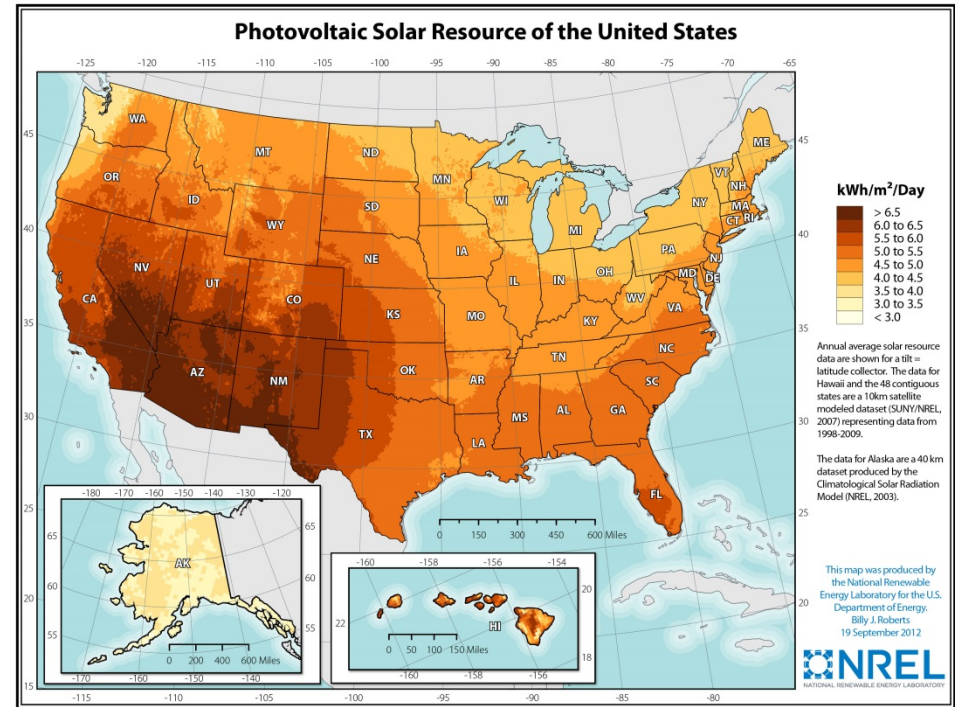 Photovoltaic Solar Resource of the United States
-125 -120 -115 -110 -105 -100 -95 -90 -85 -80 -75 -70 -65
45 45
40 40
35 35
30 30
25 25
20 20
15
-115 -110 -105 -100 -95 -90 -85 -80
WA
OR
CA
NV
ID
MT
WY
UT
CO
AZ
NM
ND
SD
NE
KS
OK
TX
MN
IA
MO
AR
LA
WI
IL
MI
IN
OH
KY
TN
MS
AL
GA
FL
SC
NC
VA
WV
PA
NY
VT
NH
ME
MA
CT
RI
NJ
DE
MD
0 150 300 450 600 Miles
-180 -170 -160 -150 -140 -130 -120
65 65
60 60
55 55
AK
0 200 400 600 Miles
-170 -160 -150 -140
-160 -158 -156 -154
22 20
18
HI
0 50 100 150 Miles
-160 -158 -156
kWh/m²/Day
> 6.5
6.0 to 6.5
5.5 to 6.0
5.0 to 5.5
4.5 to 5.0
4.0 to 4.5
3.5 to 4.0
3.0 to 3.5
< 3.0
Annual average solar resource
data are shown for a tilt =
latitude collector. The data for
Hawaii and the 48 contiguous
states are a 10km satellite
modeled dataset (SUNY/NREL,
2007) representing data from
1998-2009.
The data for Alaska are a 40 km
dataset produced by the
Climatological Solar Radiation
Model (NREL, 2003).
This map was produced by
the National Renewable
Energy Laboratory for the U.S.
Department of Energy.
Billy J. Roberts
19 September 2012
NREL
NATIONAL RENEWABLE ENERGY LABORATORY